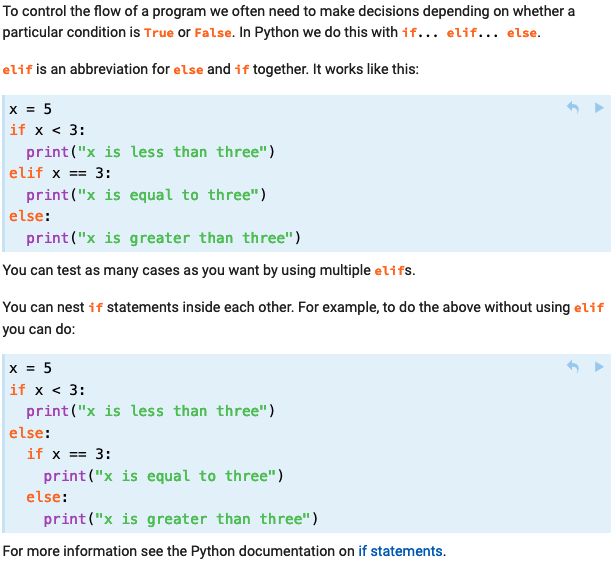 To control the flow of a program we often need to make decisions depending on whether a
particular condition is True or False. In Python we do this with if... elif... else.
elif is an abbreviation for else and if together. It works like this:
x = 5
if x < 3:
  print("x is less than three")
elif x == 3:
  print("x is equal to three")
else:
  print("x is greater than three")
You can test as many cases as you want by using multiple elifs.
You can nest if statements inside each other. For example, to do the above without using elif
you can do:
x = 5
if x < 3:
  print("x is less than three")
else:
  if x == 3:
    print("x is equal to three")
  else:
    print("x is greater than three")
For more information see the Python documentation on if statements.